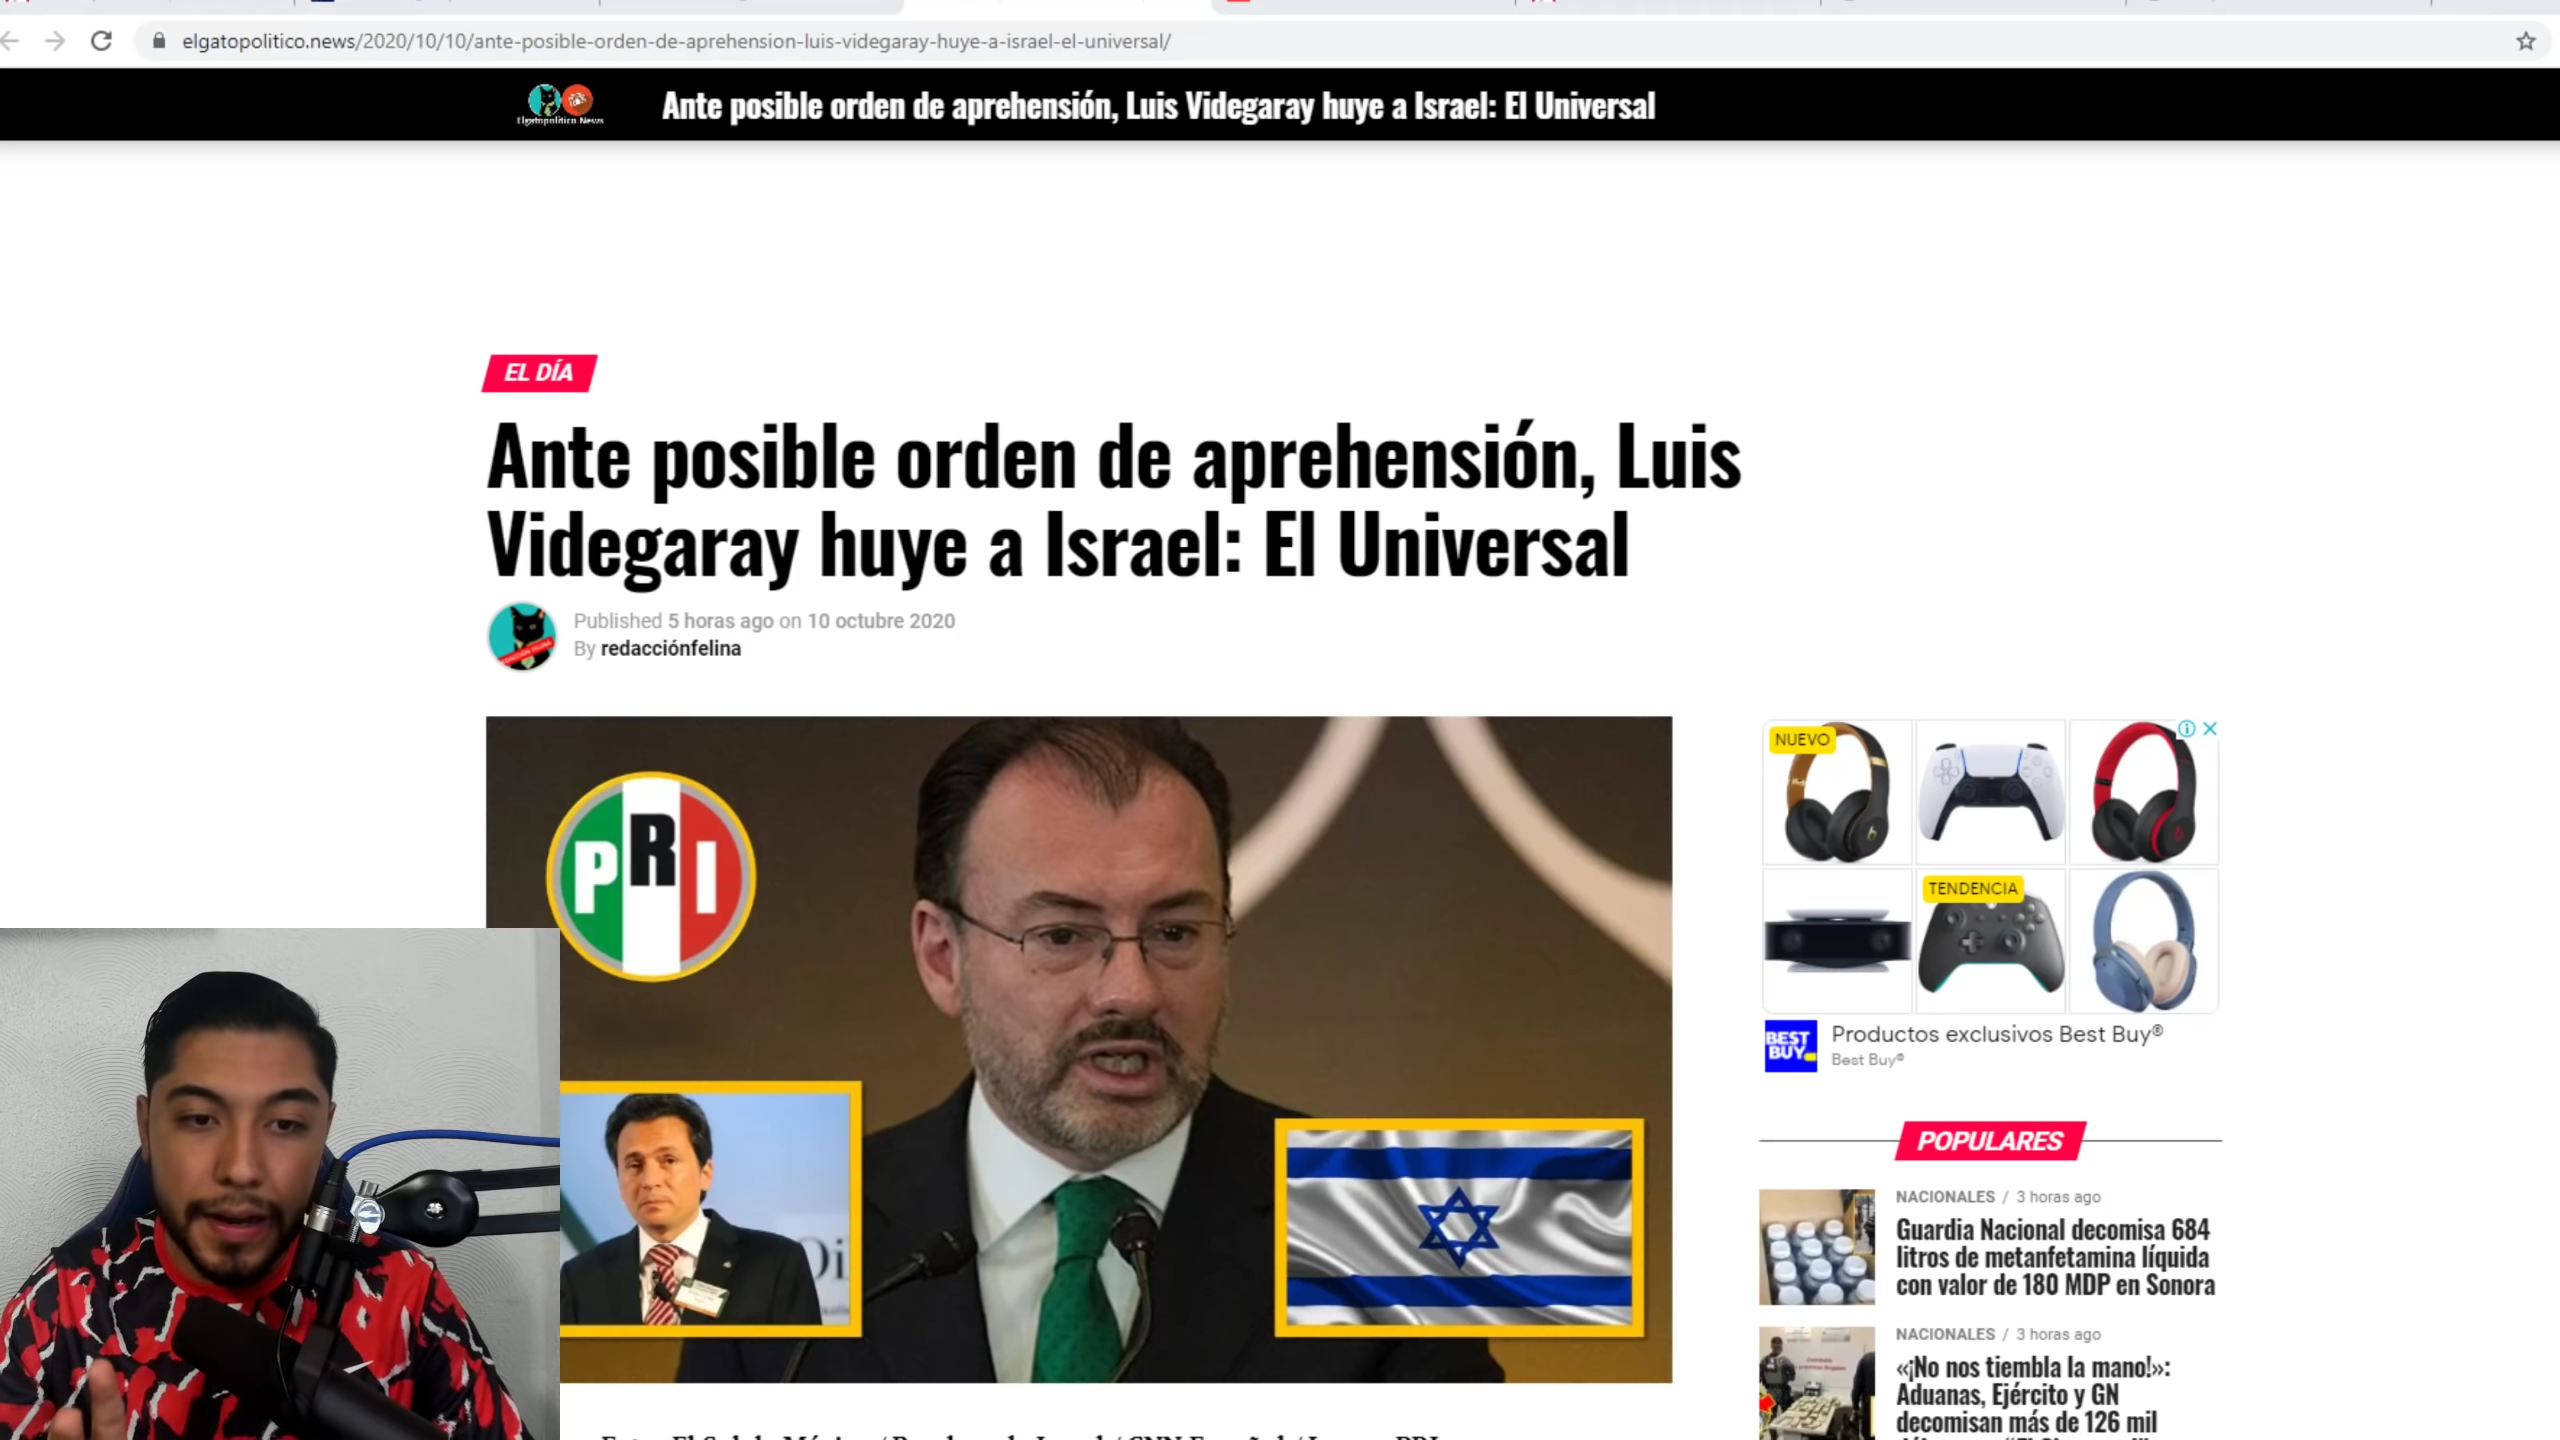 elgatopolitico.news/2020/10/10/ante-posible-orden-de-aprehension-luis-videgaray-huye-a-israel-el-universal/
Elgatopolitico.News
Ante posible orden de aprehensión, Luis Videgaray huye a Israel: El Universal
EL DÍA
Ante posible orden de aprehensión, Luis
Videgaray huye a Israel: El Universal
Published 5 horas ago on 10 octubre 2020
By redacciónfelina
PRI
NUEVO
TENDENCIA
BEST
BUY
Productos exclusivos Best Buy®
Best Buy®
POPULARES
NACIONALES / 3 horas ago
Guardia Nacional decomisa 684
litros de metanfetamina líquida
con valor de 180 MDP en Sonora
NACIONALES / 3 horas ago
«¡No nos tiembla la mano!»:
Aduanas, Ejército y GN
decomisan más de 126 mil